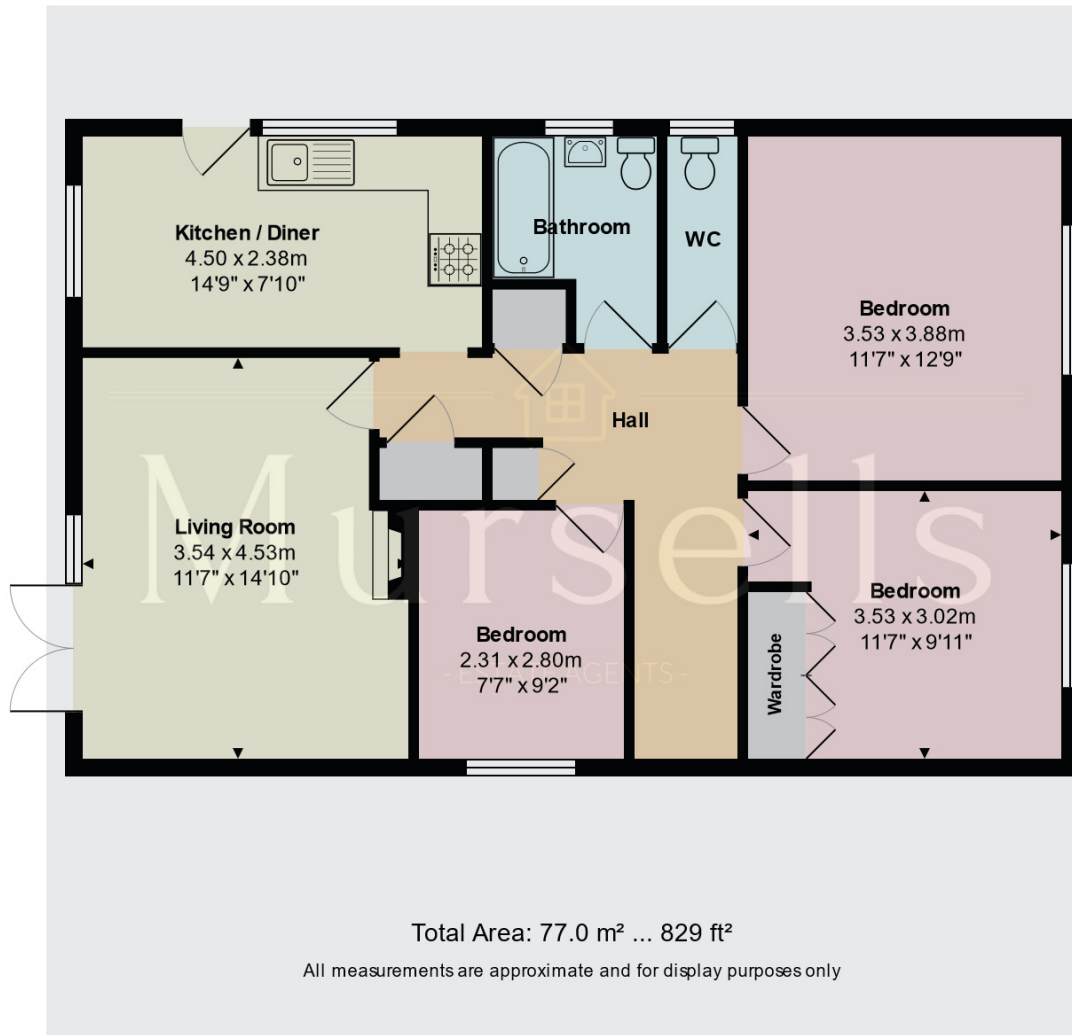 Kitchen / Diner
4.50 x 2.38m
14'9" x 7'10"
Bathroom
WC
Bedroom
3.53 x 3.88m
11'7" x 12'9"
Hall
Mursells
- ESTATE AGENTS -
Living Room
3.54 x 4.53m
11'7" x 14'10"
Bedroom
2.31 x 2.80m
7'7" x 9'2"
Wardrobe
Bedroom
3.53 x 3.02m
11'7" x 9'11"
Total Area: 77.0 m² ... 829 ft²
All measurements are approximate and for display purposes only